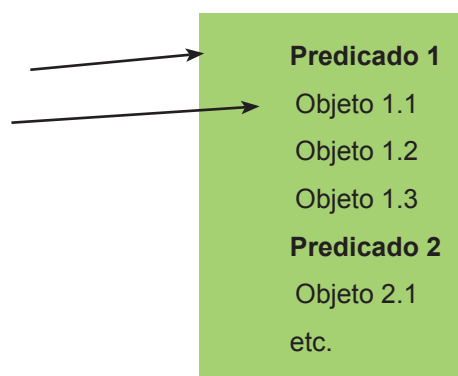 Predicado 1
Objeto 1.1
Objeto 1.2
Objeto 1.3
Predicado 2
Objeto 2.1
etc.